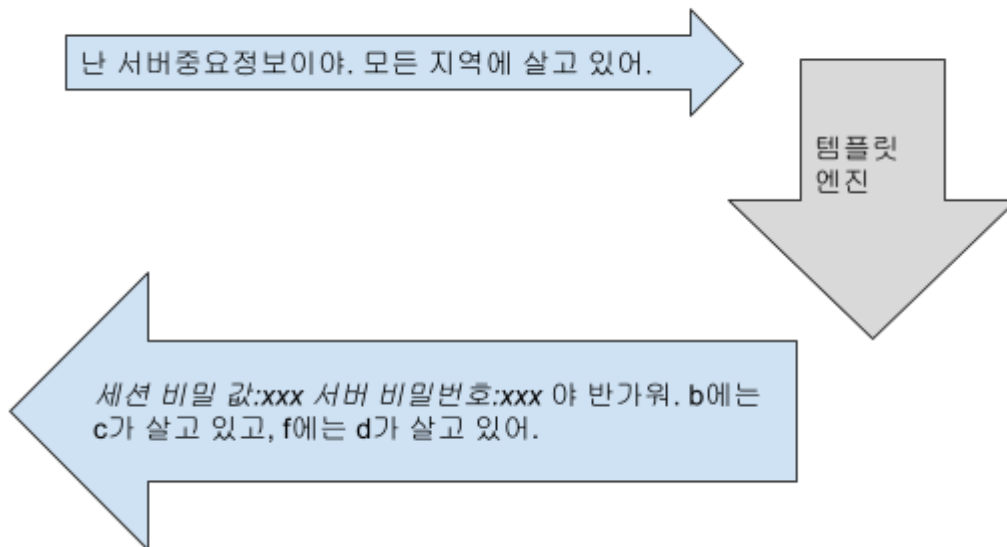 난 서버중요정보이야. 모든 지역에 살고 있어.
템플릿
엔진
세션 비밀 값:xxx 서버 비밀번호:xxx 야 반가워. b에는
c가 살고 있고, f에는 d가 살고 있어.